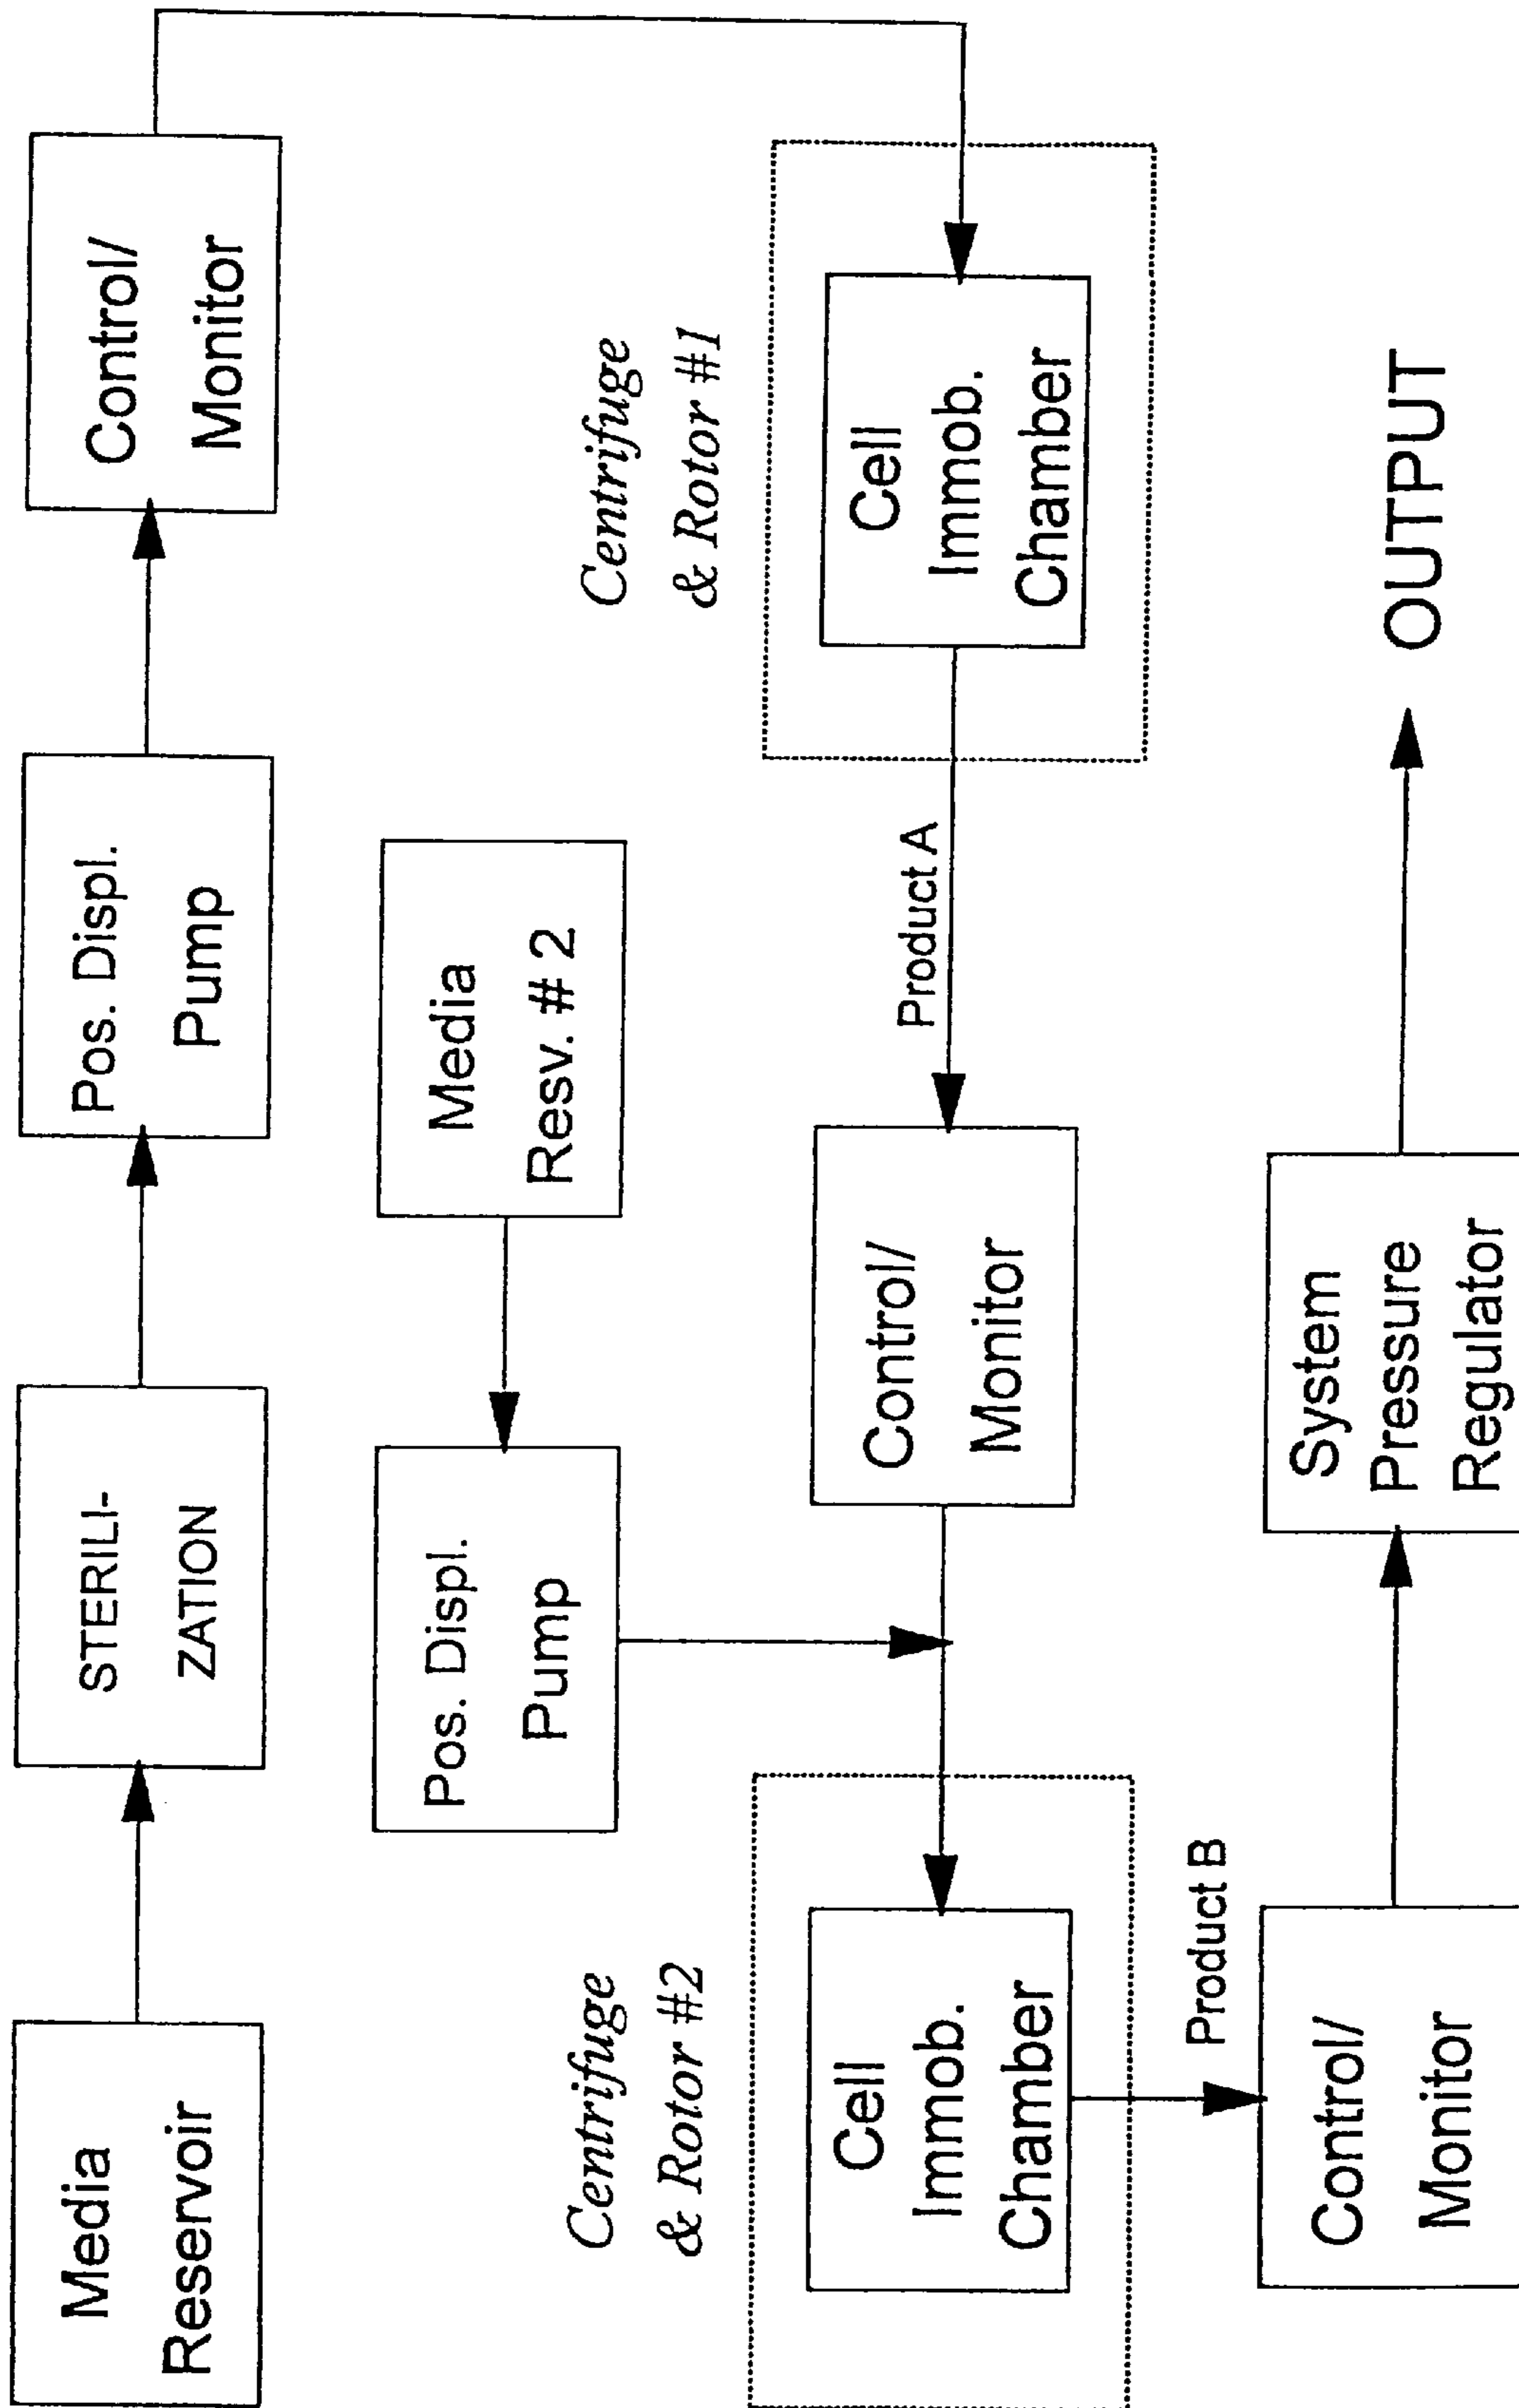 Media
Reservoir
STERILI-
ZATION
Pos. Displ.
Pump
Control/
Monitor
Pos. Displ.
Pump
Media
Resv. # 2
Centrifuge
& Rotor #2
Centrifuge
& Rotor #1
Cell
Immob.
Chamber
Control/
Monitor
Product A
Cell
Immob.
Chamber
Product B
Control/
Monitor
System
Pressure
Regulator
OUTPUT